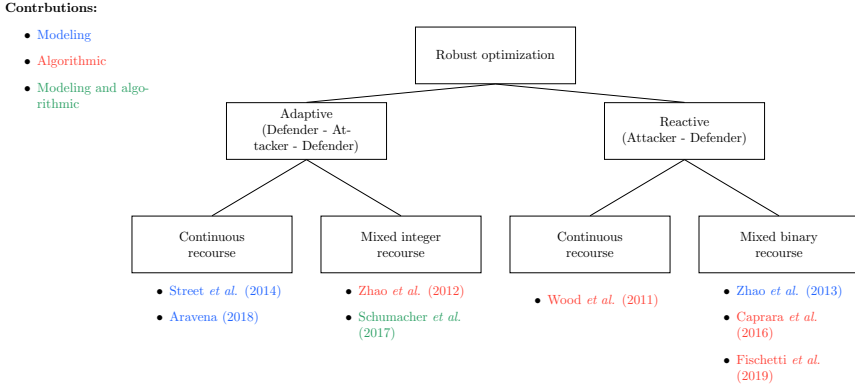 Contrbutions:
• Modeling
• Algorithmic
• Modeling and algo-
rithmic
Robust optimization
Adaptive
(Defender - At-
tacker - Defender)
Reactive
(Attacker - Defender)
Continuous
recourse
Mixed integer
recourse
Continuous
recourse
Mixed binary
recourse
• Street et al. (2014)
• Aravena (2018)
• Zhao et al. (2012)
• Schumacher et al.
(2017)
• Wood et al. (2011)
• Zhao et al. (2013)
• Caprara et al.
(2016)
• Fischetti et al.
(2019)